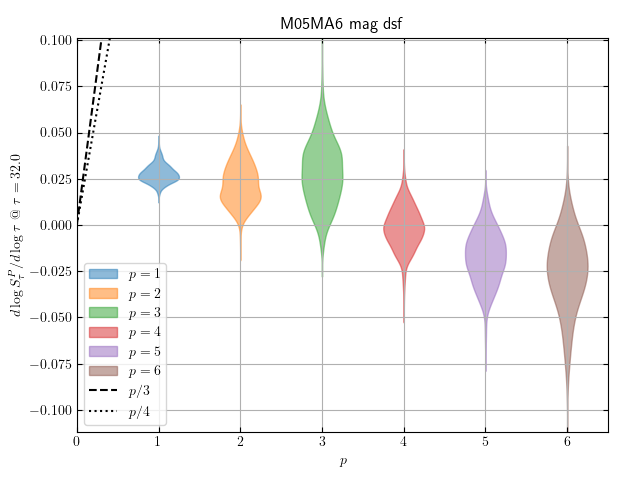 M05MA6 mag dsf
d log S_τ^p / d log τ @ τ = 32.0
0.100
0.075
0.050
0.025
0.000
−0.025
−0.050
−0.075
−0.100
p = 1
p = 2
p = 3
p = 4
p = 5
p = 6
p/3
p/4
0 1 2 3 4 5 6
p